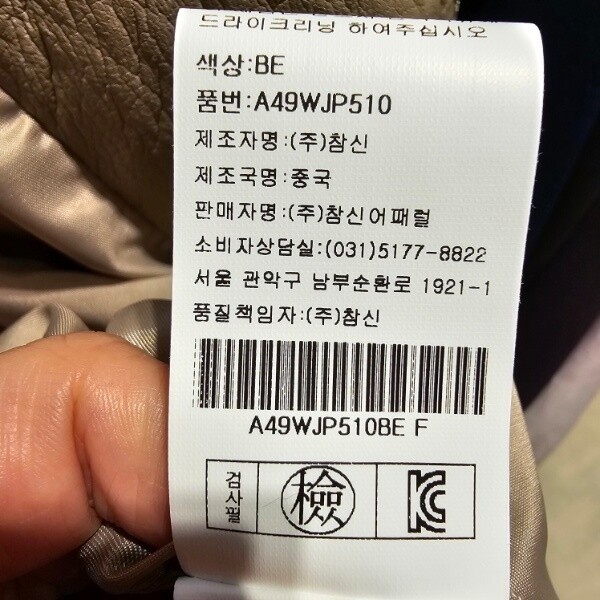 드라이크리닝 하여주십시오
색상:BE
품번:A49WJP510
제조자명:(주)참신
제조국명:중국
판매자명:(주)참신어패럴
소비자상담실:(031)5177-8822
서울 관악구 남부순환로 1921-1
품질책임자:(주)참신
A49WJP510BE F
검사필 檢 KC